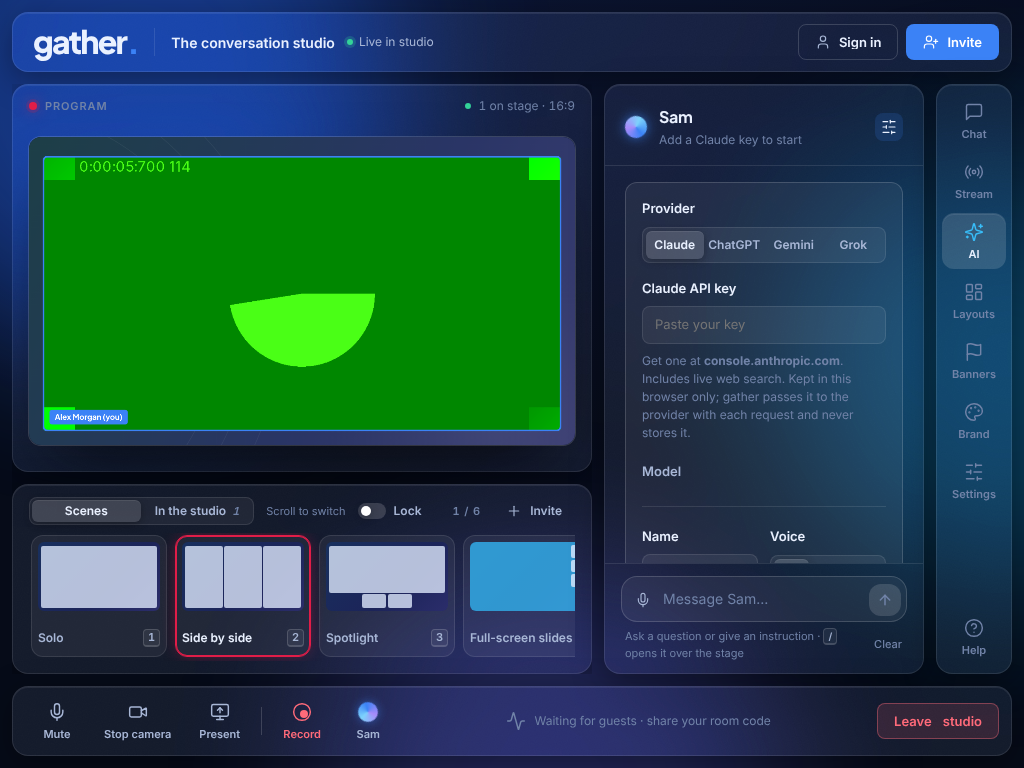 gather.
The conversation studio
Live in studio
Sign in
Invite
PROGRAM
1 on stage · 16:9
0:00:05:700 114
Alex Morgan (you)
Scenes
In the studio 1
Scroll to switch
Lock
1 / 6
Invite
Solo
1
Side by side
2
Spotlight
3
Full-screen slides
Sam
Add a Claude key to start
Provider
Claude
ChatGPT
Gemini
Grok
Claude API key
Paste your key
Get one at console.anthropic.com.
Includes live web search. Kept in this
browser only; gather passes it to the
provider with each request and never
stores it.
Model
Name
Voice
Message Sam...
Ask a question or give an instruction · /
opens it over the stage
Clear
Chat
Stream
AI
Layouts
Banners
Brand
Settings
Help
Mute
Stop camera
Present
Record
Sam
Waiting for guests · share your room code
Leave studio